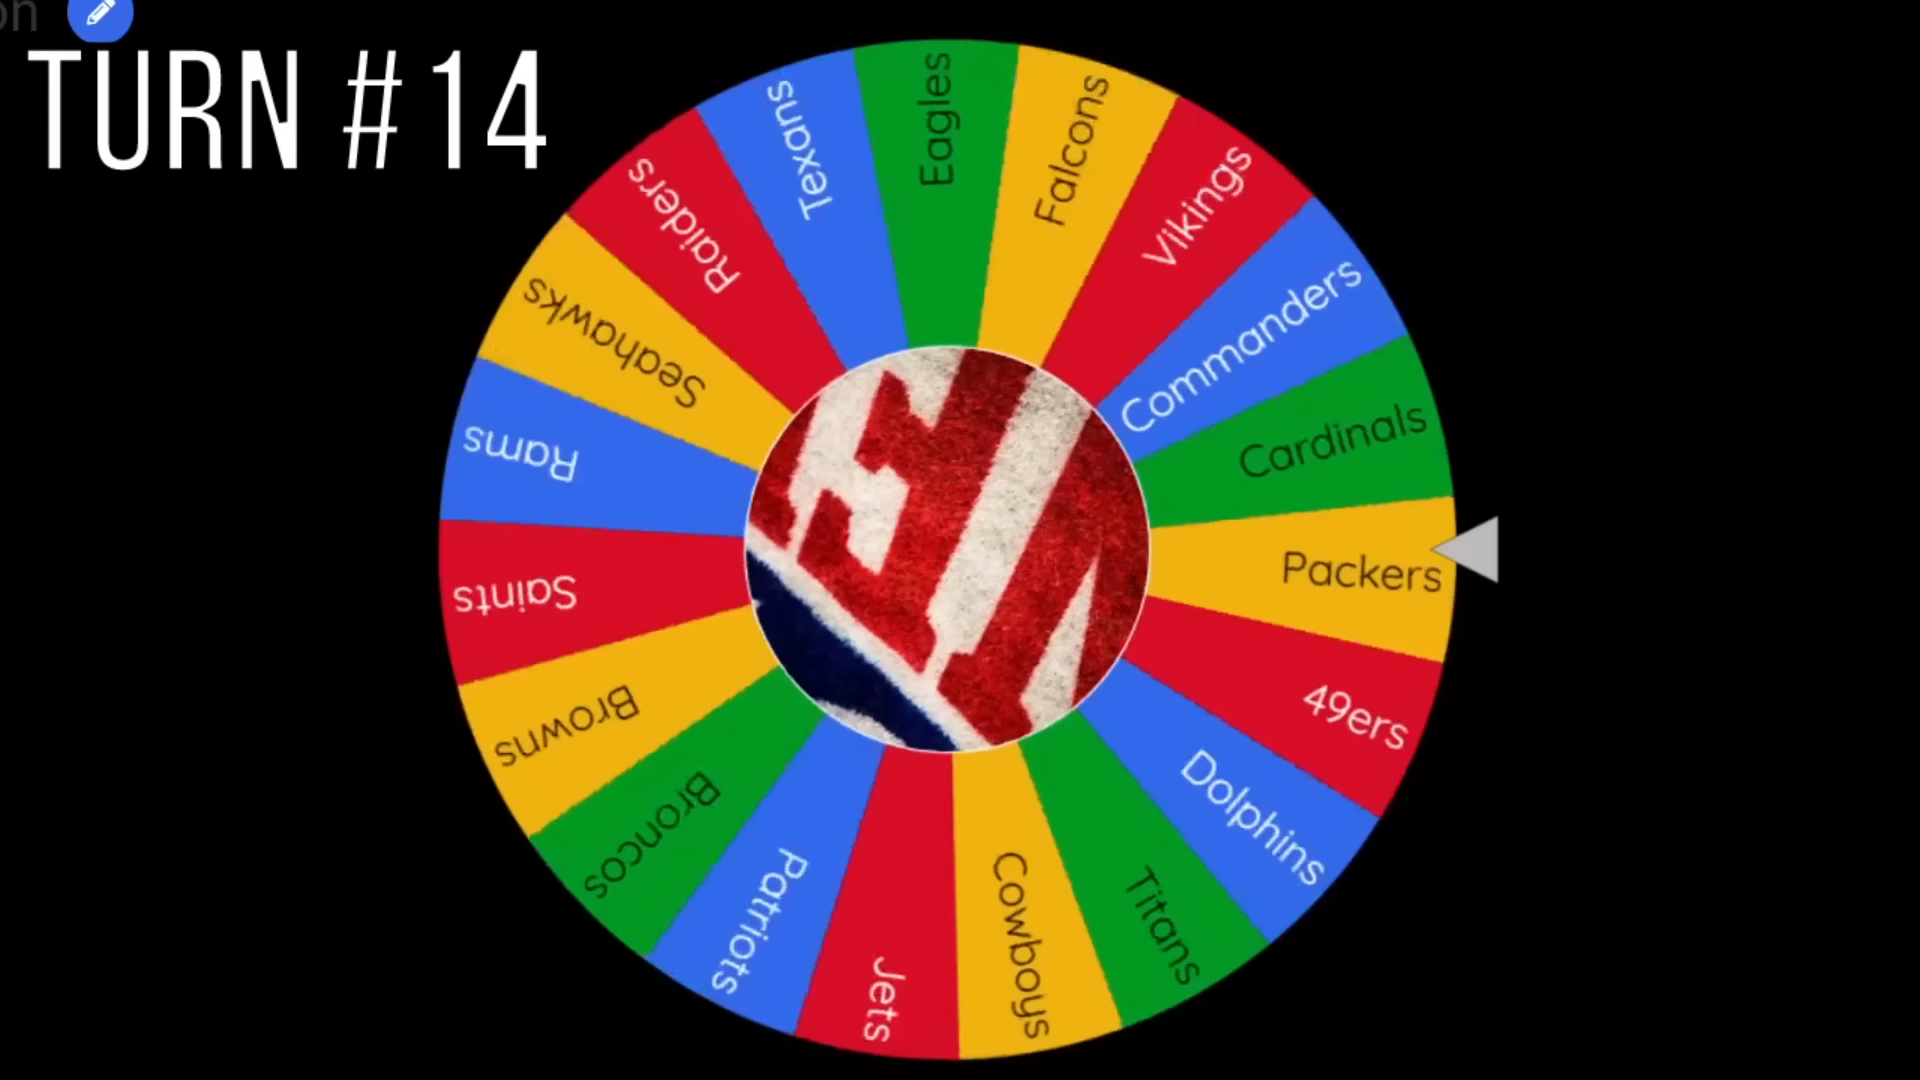 on
TURN #14
Eagles
Falcons
Vikings
Commanders
Cardinals
Packers
49ers
Dolphins
Titans
Cowboys
Jets
Patriots
Broncos
Browns
Saints
Rams
Seahawks
Raiders
Texans